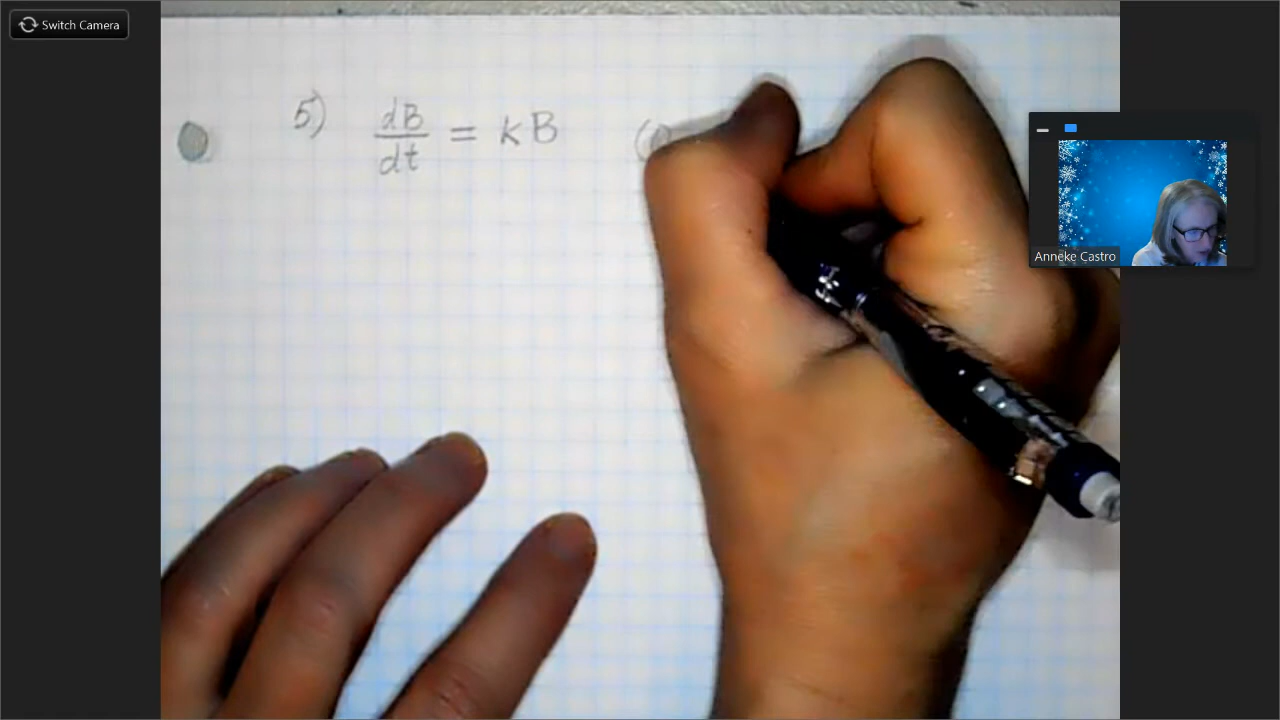 Switch Camera
5) dB/dt = kB (
Anneke Castro